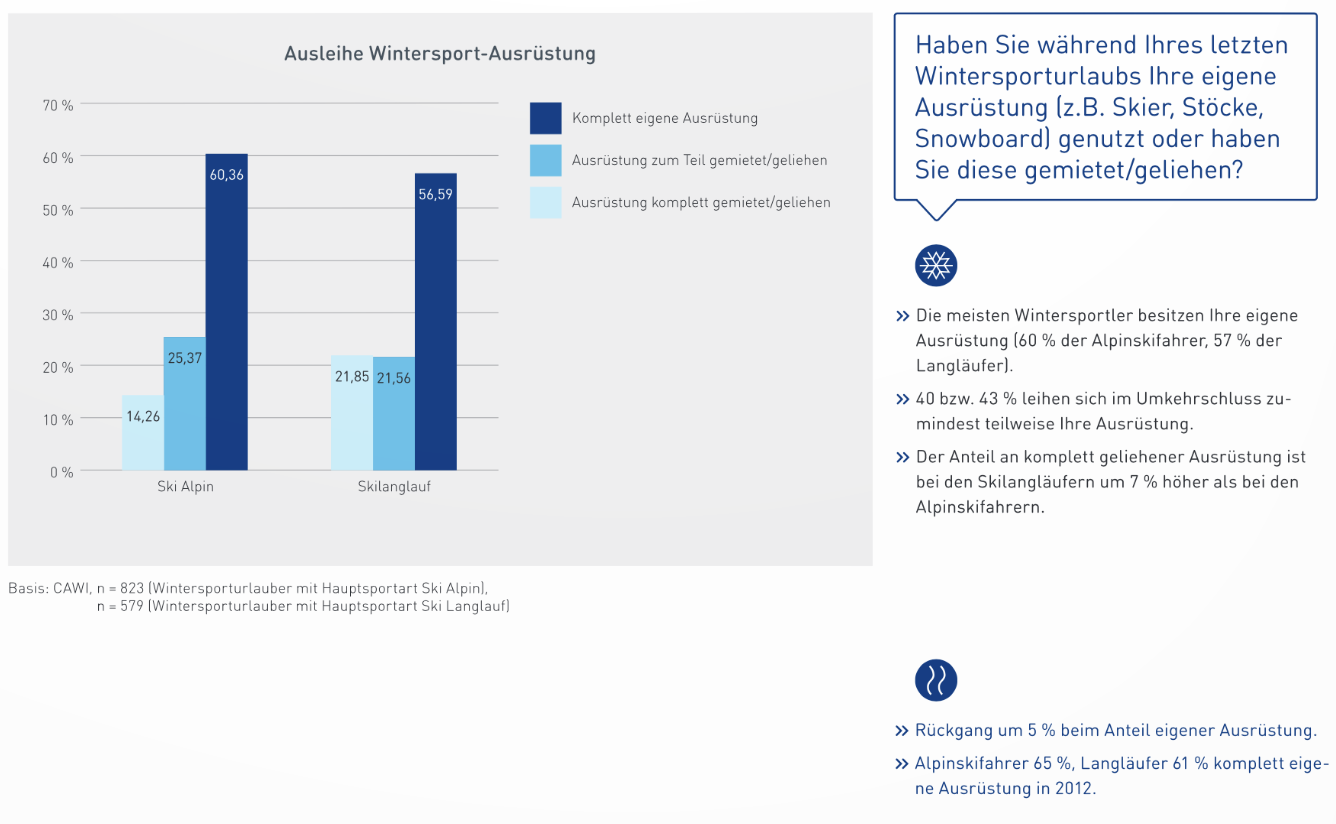 Ausleihe Wintersport-Ausrüstung
70 %
60 %
50 %
40 %
30 %
20 %
10 %
0 %
14,26
25,37
60,36
21,85
21,56
56,59
Ski Alpin
Skilanglauf
Komplett eigene Ausrüstung
Ausrüstung zum Teil gemietet/geliehen
Ausrüstung komplett gemietet/geliehen
Basis: CAWI, n = 823 (Wintersporturlauber mit Hauptsportart Ski Alpin),
n = 579 (Wintersporturlauber mit Hauptsportart Ski Langlauf)
Haben Sie während Ihres letzten
Wintersporturlaubs Ihre eigene
Ausrüstung (z.B. Skier, Stöcke,
Snowboard) genutzt oder haben
Sie diese gemietet/geliehen?
» Die meisten Wintersportler besitzen Ihre eigene
Ausrüstung (60 % der Alpinskifahrer, 57 % der
Langläufer).
» 40 bzw. 43 % leihen sich im Umkehrschluss zu-
mindest teilweise Ihre Ausrüstung.
» Der Anteil an komplett geliehener Ausrüstung ist
bei den Skilangläufern um 7 % höher als bei den
Alpinskifahrern.
» Rückgang um 5 % beim Anteil eigener Ausrüstung.
» Alpinskifahrer 65 %, Langläufer 61 % komplett eige-
ne Ausrüstung in 2012.